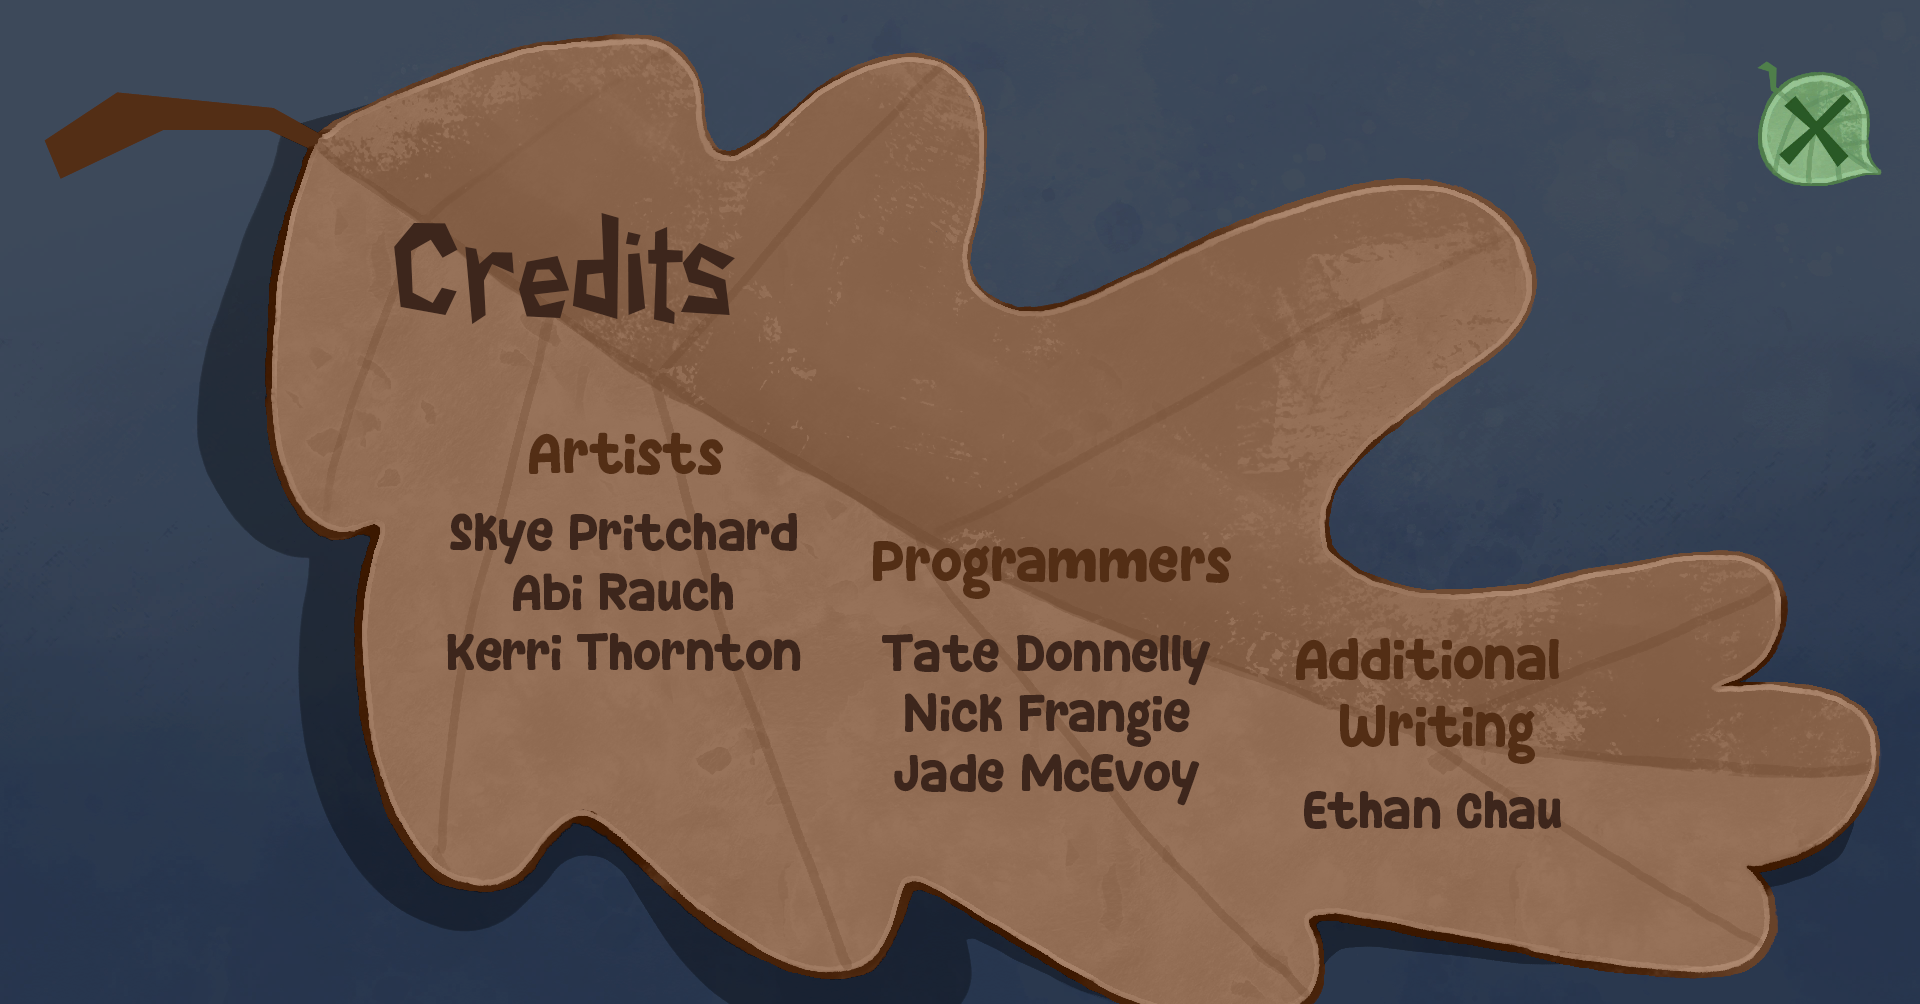 Credits
Artists
Skye Pritchard
Abi Rauch
Kerri Thornton
Programmers
Tate Donnelly
Nick Frangie
Jade McEvoy
Additional
Writing
Ethan Chau